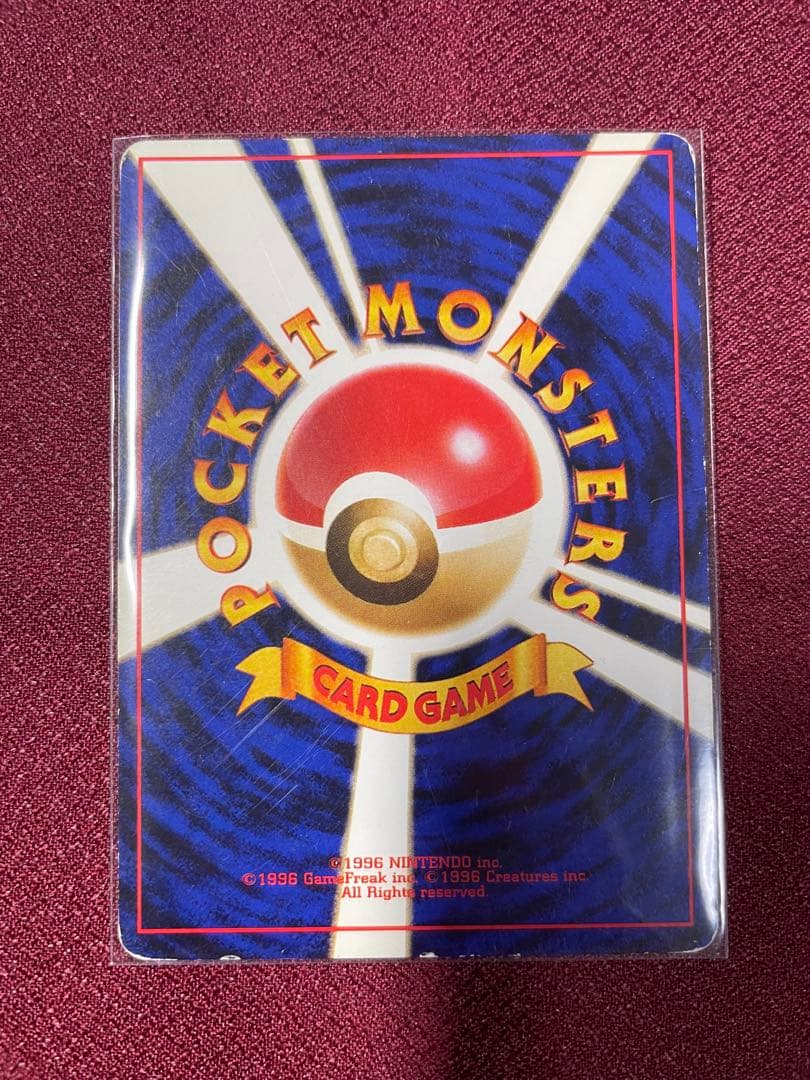 POCKET MONSTERS
CARD GAME
©1996 NINTENDO inc.
©1996 GameFreak inc. ©1996 Creatures inc.
All Rights reserved.